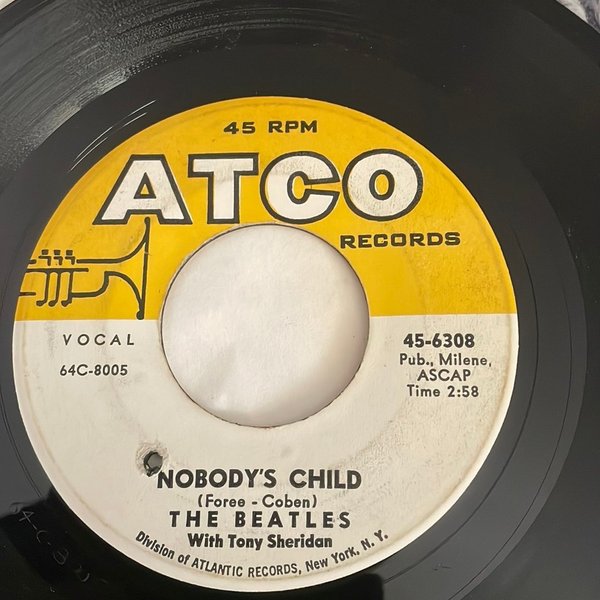 45 RPM
ATCO
RECORDS
VOCAL
64C-8005
45-6308
Pub., Milene,
ASCAP
Time 2:58
NOBODY'S CHILD
(Foree - Coben)
THE BEATLES
With Tony Sheridan
Division of ATLANTIC RECORDS, New York, N. Y.